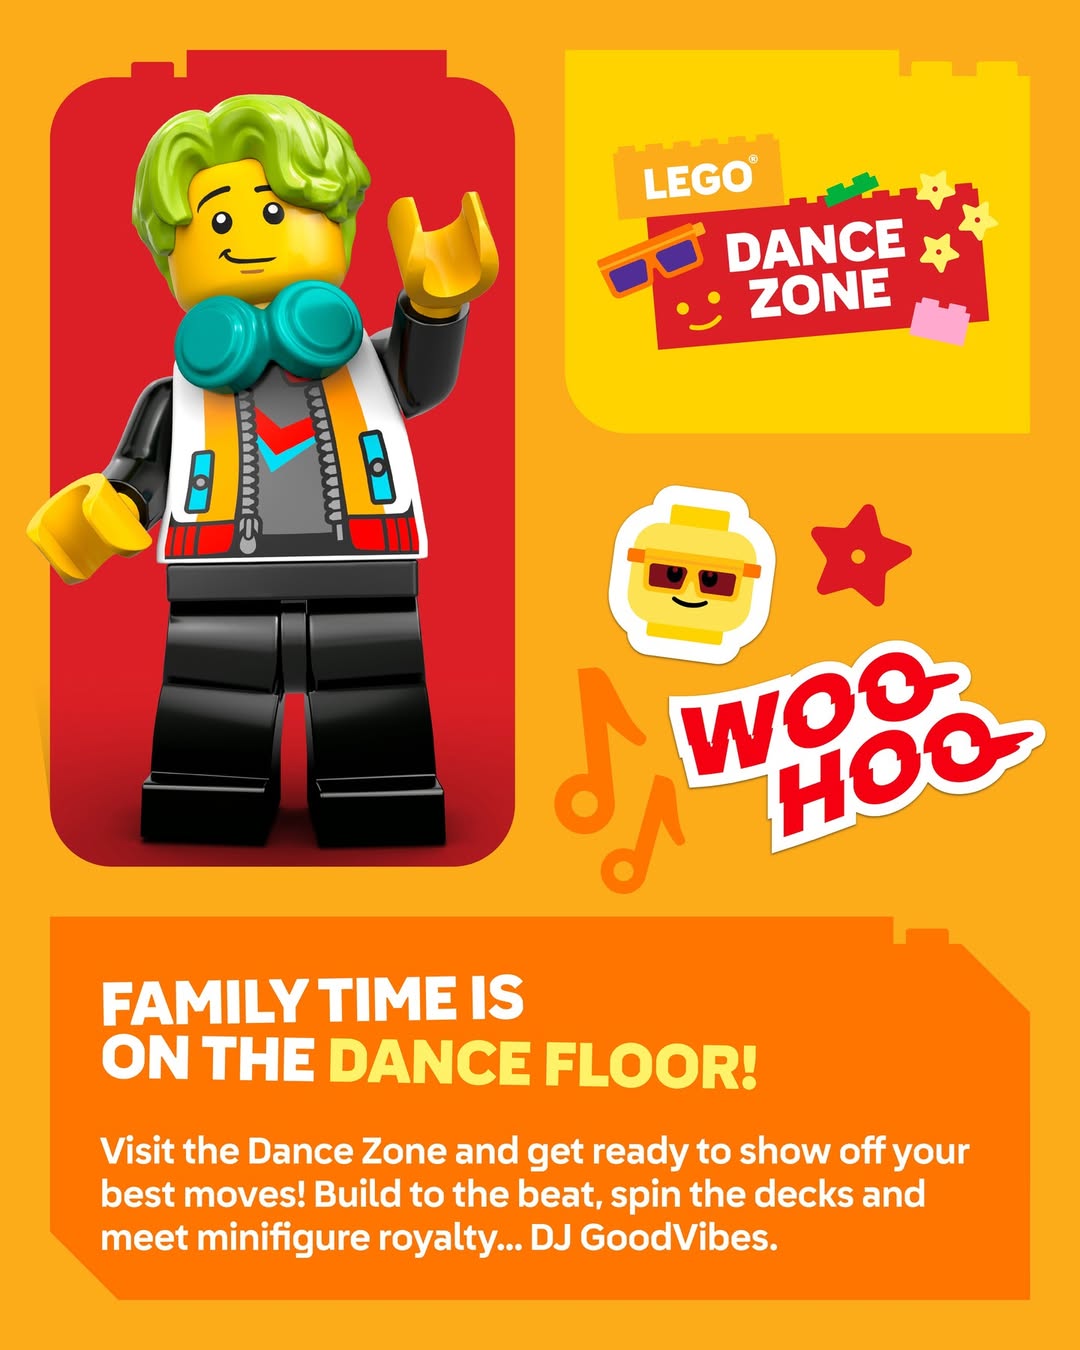 LEGO®
DANCE
ZONE
WOO
HOO
FAMILY TIME IS
ON THE DANCE FLOOR!
Visit the Dance Zone and get ready to show off your
best moves! Build to the beat, spin the decks and
meet minifigure royalty... DJ GoodVibes.